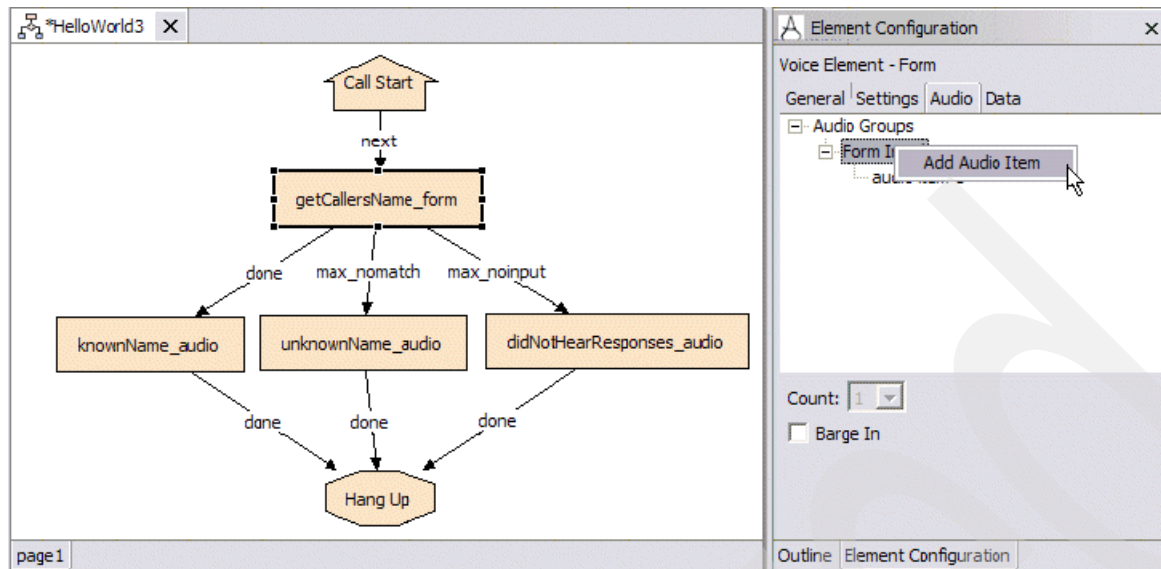 *HelloWorld3
Call Start
next
getCallersName_form
done max_nomatch max_noinput
knownName_audio unknownName_audio didNotHearResponses_audio
done done done
Hang Up
page1
Element Configuration
Voice Element - Form
General Settings Audio Data
Audio Groups
Form
Add Audio Item
Count: 1
Barge In
Outline Element Configuration